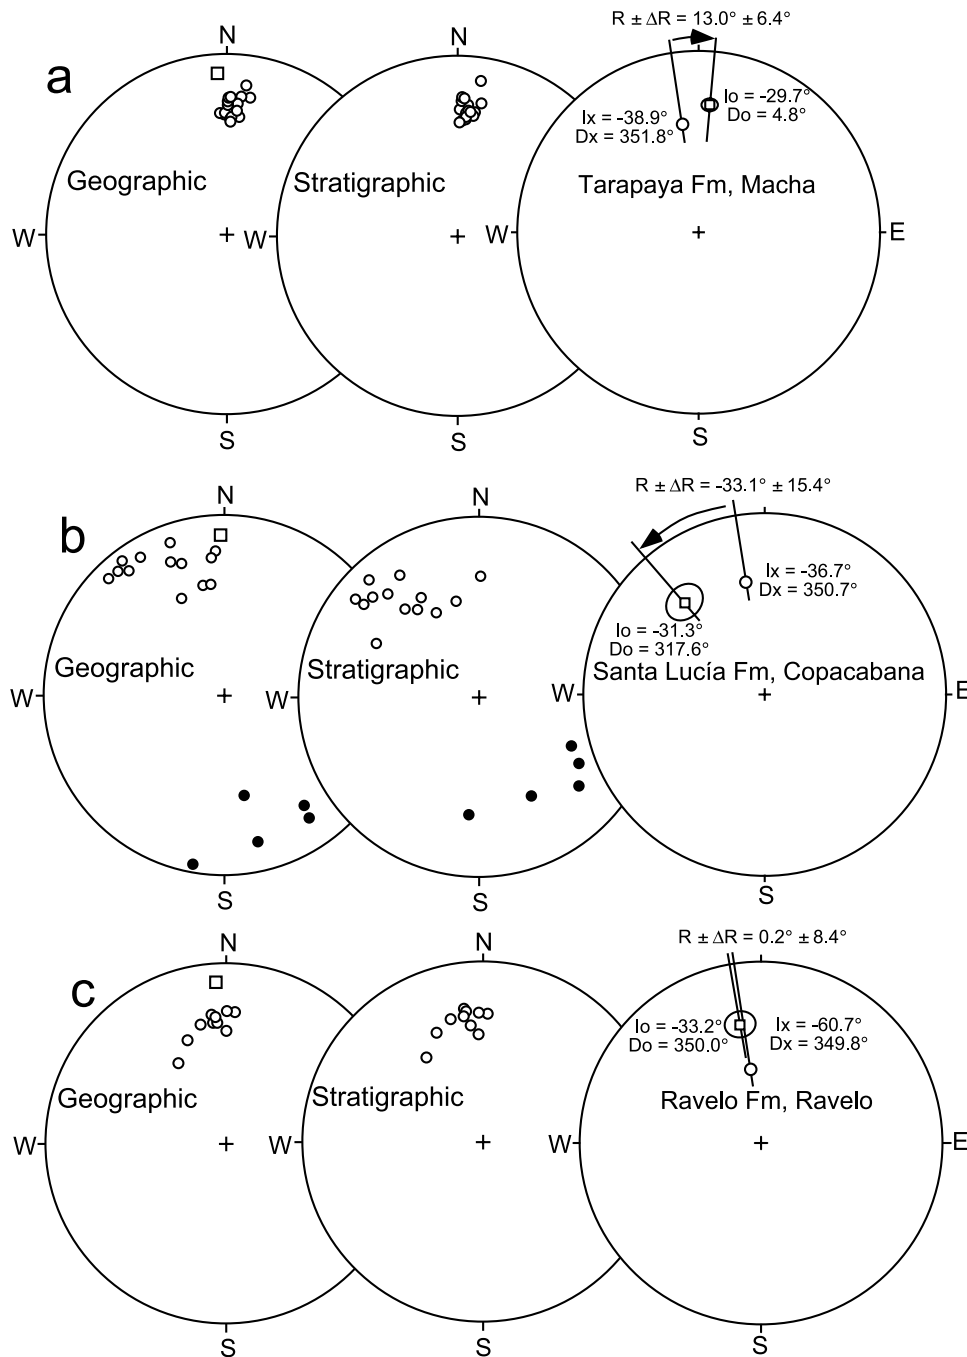 a
N
N
R ± ΔR = 13.0° ± 6.4°
Ix = -38.9°
Dx = 351.8°
Io = -29.7°
Do = 4.8°
Geographic
Stratigraphic
Tarapaya Fm, Macha
W
W
W
E
S
S
S
b
N
N
R ± ΔR = -33.1° ± 15.4°
Ix = -36.7°
Dx = 350.7°
Io = -31.3°
Do = 317.6°
Geographic
Stratigraphic
Santa Lucía Fm, Copacabana
W
W
W
E
S
S
S
c
N
N
R ± ΔR = 0.2° ± 8.4°
Io = -33.2°
Do = 350.0°
Ix = -60.7°
Dx = 349.8°
Geographic
Stratigraphic
Ravelo Fm, Ravelo
W
W
W
E
S
S
S